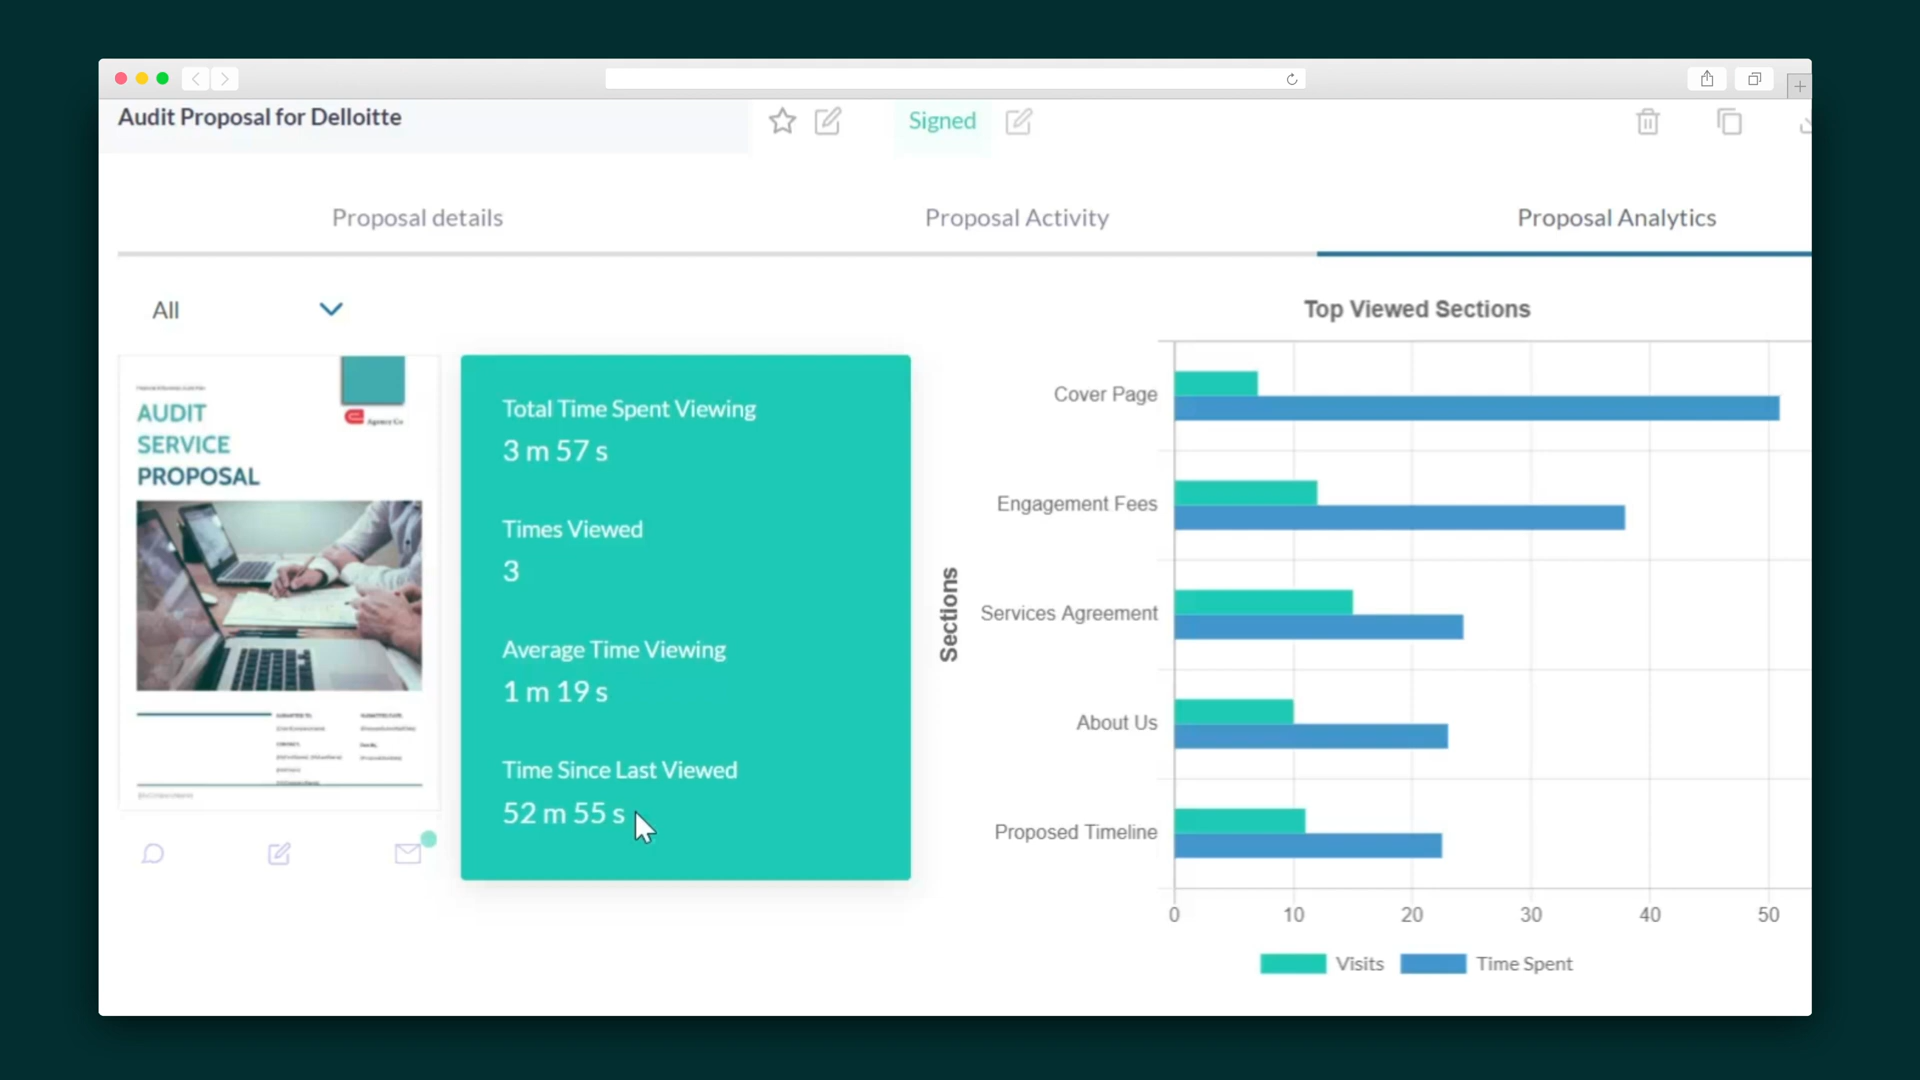 Audit Proposal for Delloitte
Signed
Proposal details
Proposal Activity
Proposal Analytics
All
AUDIT
SERVICE
PROPOSAL
Agency Co
Total Time Spent Viewing
3 m 57 s
Times Viewed
3
Average Time Viewing
1 m 19 s
Time Since Last Viewed
52 m 55 s
Top Viewed Sections
Sections
Cover Page
Engagement Fees
Services Agreement
About Us
Proposed Timeline
0 10 20 30 40 50
Visits
Time Spent